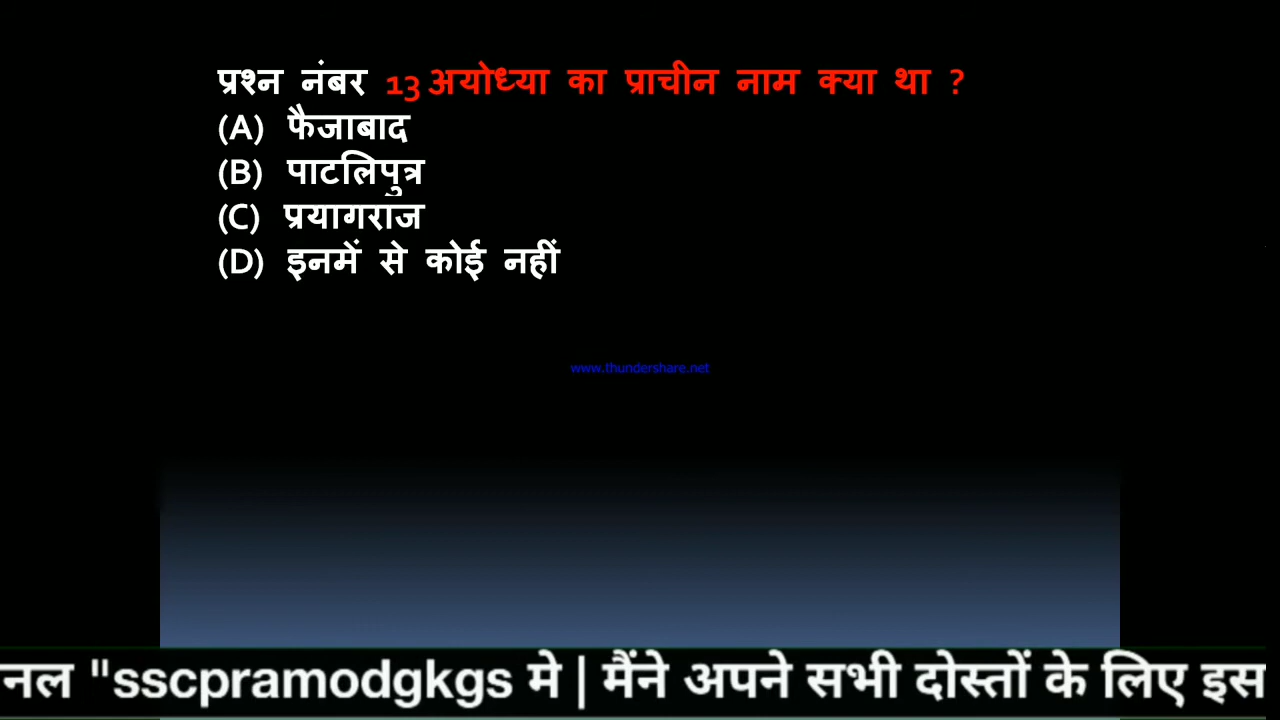 प्रश्न नंबर 13 अयोध्या का प्राचीन नाम क्या था ?
(A) फैजाबाद
(B) पाटलिपुत्र
(C) प्रयागराज
(D) इनमें से कोई नहीं
www.thundershare.net
नल "sscpramodgkgs मे | मैंने अपने सभी दोस्तों के लिए इस